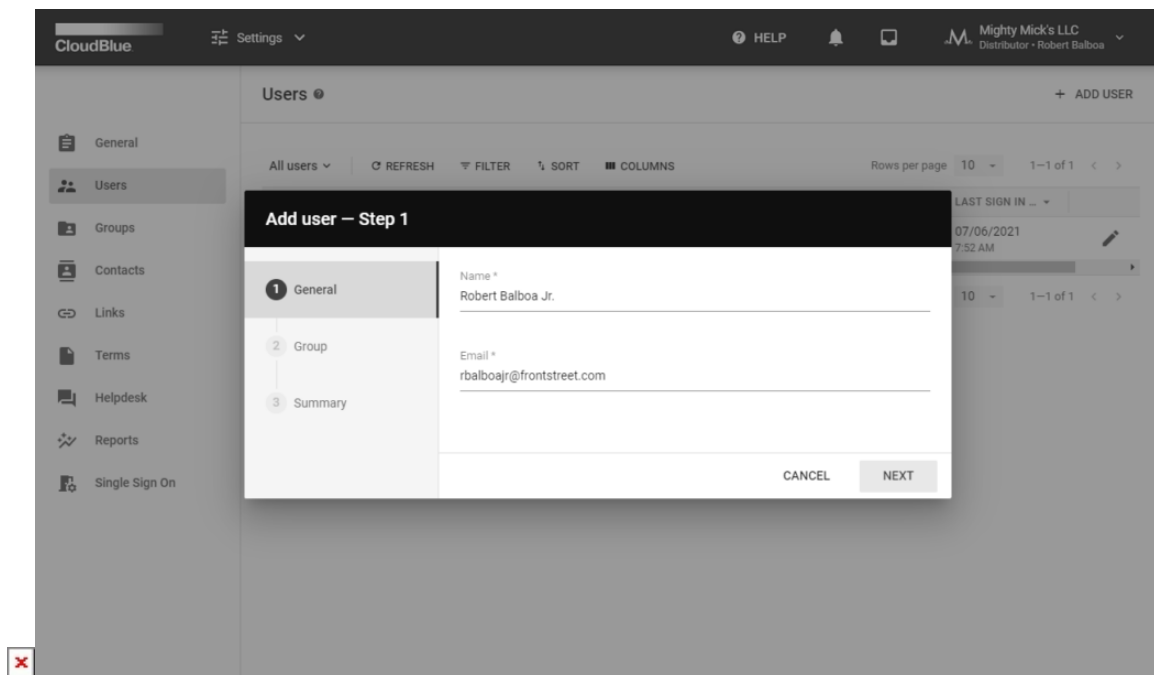 CloudBlue
Settings
HELP
Mighty Mick's LLC
Distributor • Robert Balboa
Users
+ ADD USER
General
Users
Groups
Contacts
Links
Terms
Helpdesk
Reports
Single Sign On
All users
REFRESH
FILTER
SORT
COLUMNS
Rows per page 10
1–1 of 1
LAST SIGN IN ...
07/06/2021
7:52 AM
10
1–1 of 1
Add user — Step 1
1 General
2 Group
3 Summary
Name *
Robert Balboa Jr.
Email *
rbalboajr@frontstreet.com
CANCEL
NEXT